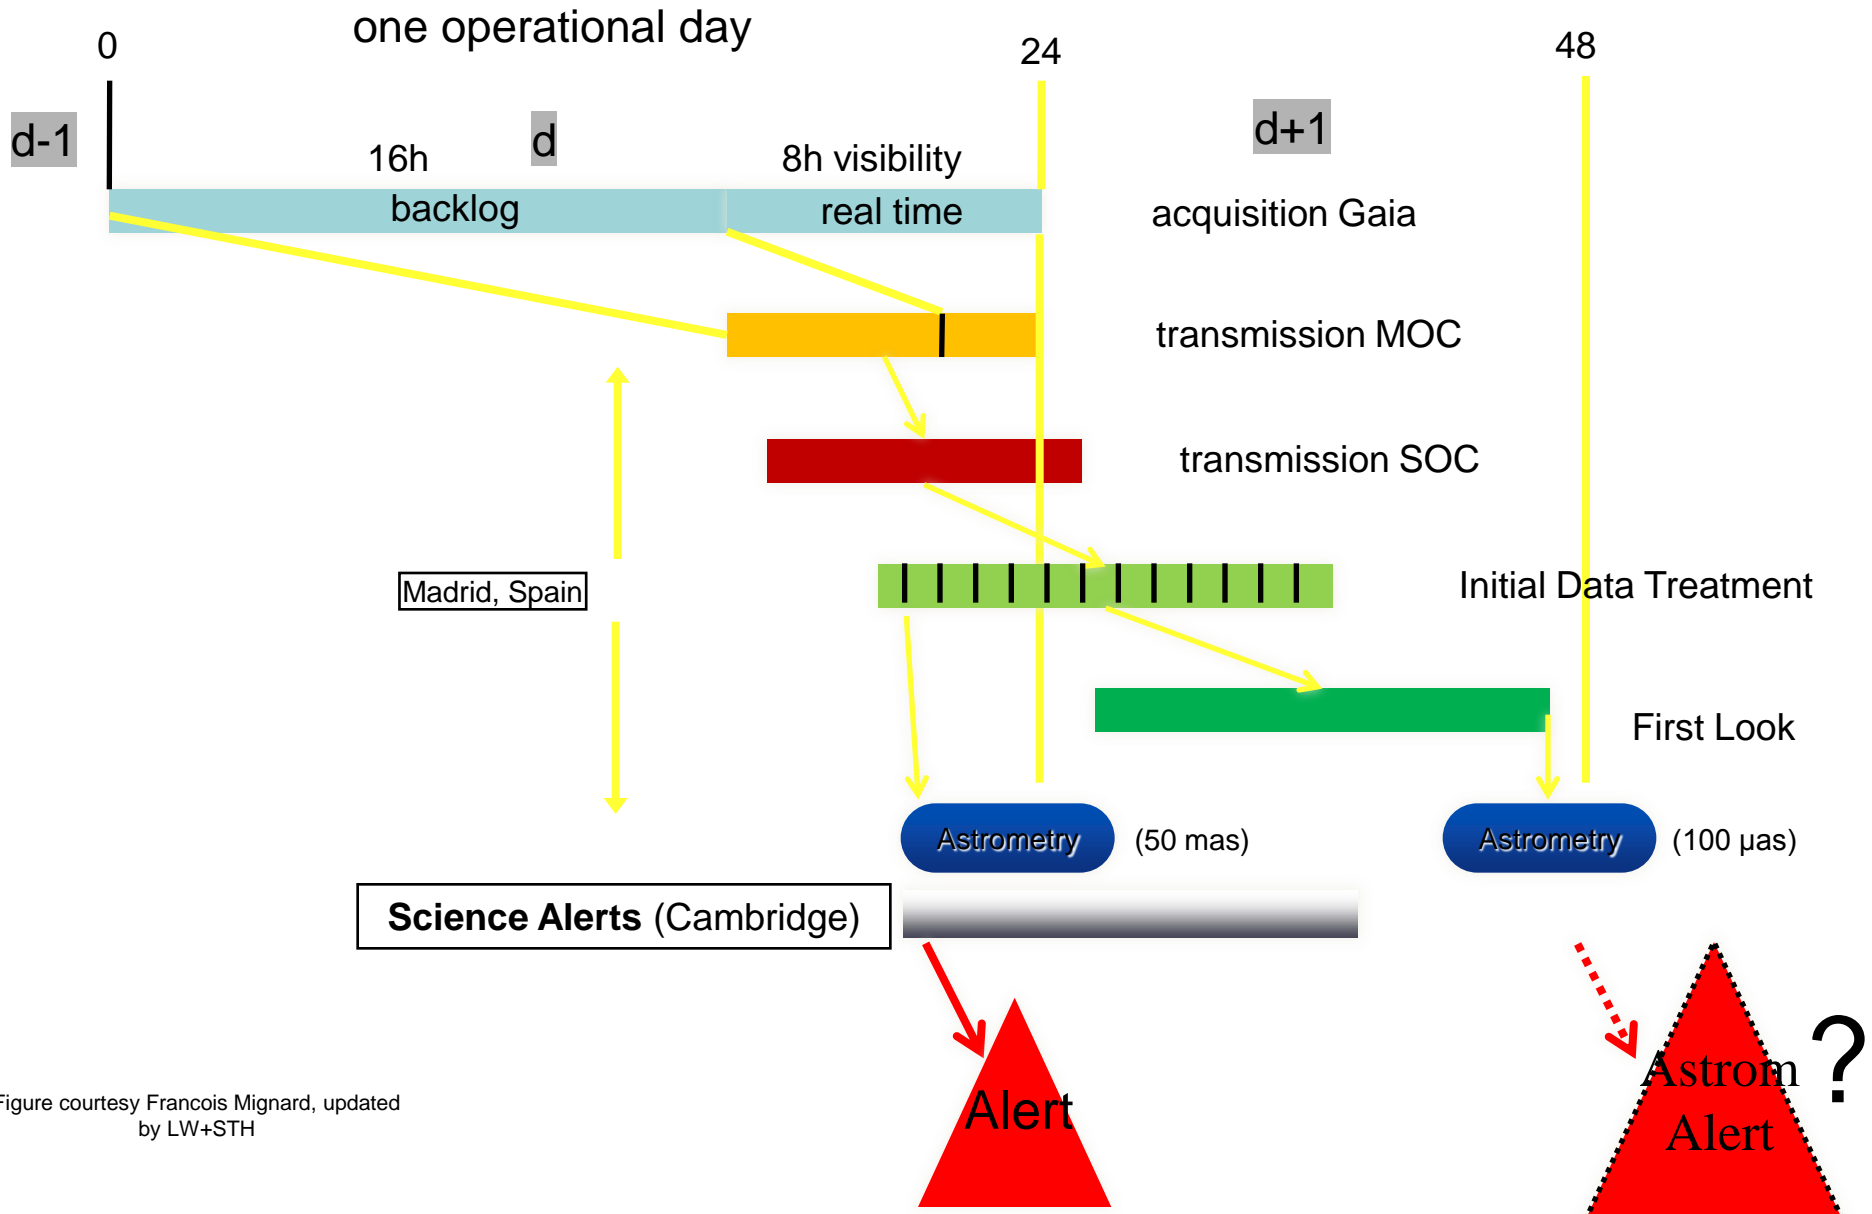 one operational day
0
24
48
d-1
d
d+1
16h
8h visibility
backlog
real time
acquisition Gaia
transmission MOC
transmission SOC
Madrid, Spain
Initial Data Treatment
First Look
Astrometry
(50 mas)
Astrometry
(100 µas)
Science Alerts (Cambridge)
Alert
Astrom
Alert
?
Figure courtesy Francois Mignard, updated
by LW+STH